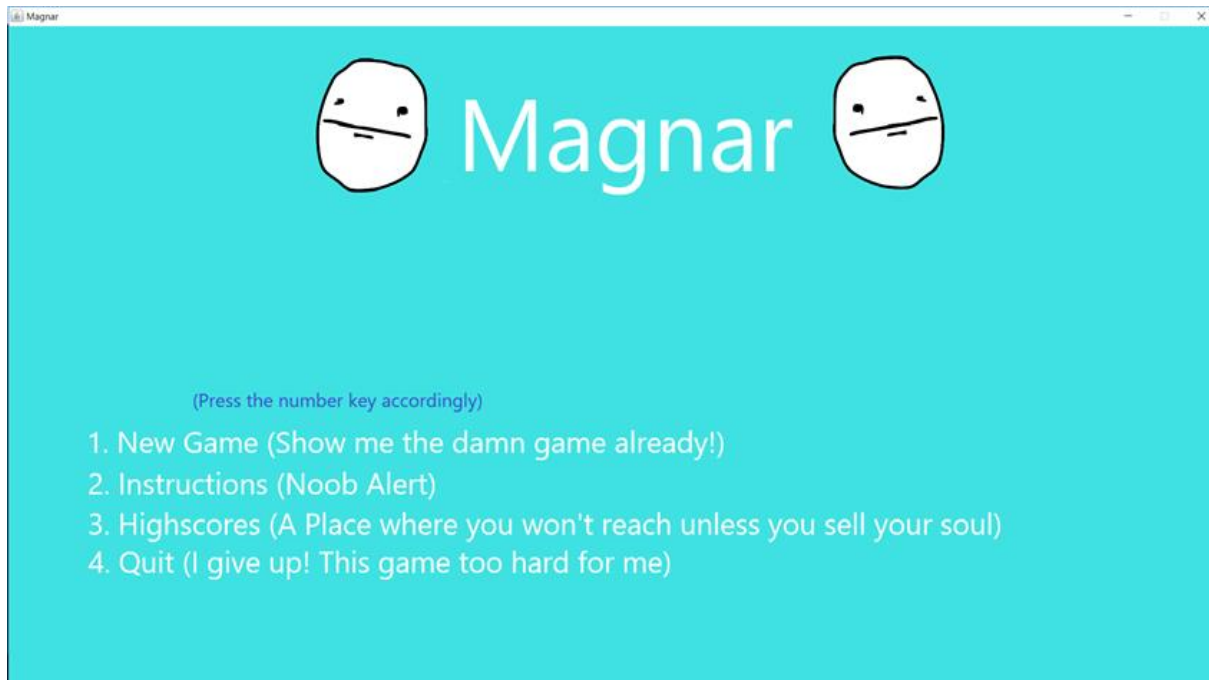 Magnar
Magnar
(Press the number key accordingly)
1. New Game (Show me the damn game already!)
2. Instructions (Noob Alert)
3. Highscores (A Place where you won't reach unless you sell your soul)
4. Quit (I give up! This game too hard for me)